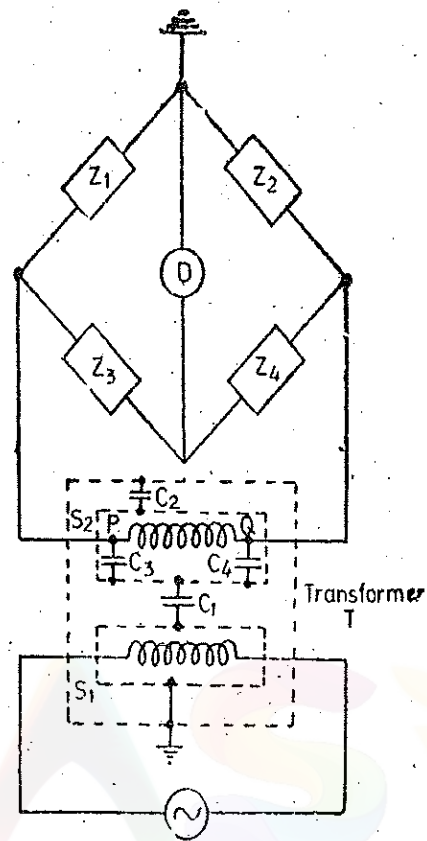 Z1 Z2
D
Z3 Z4
C2
S2 P Q
C3 C4
C1
Transformer
T
S1